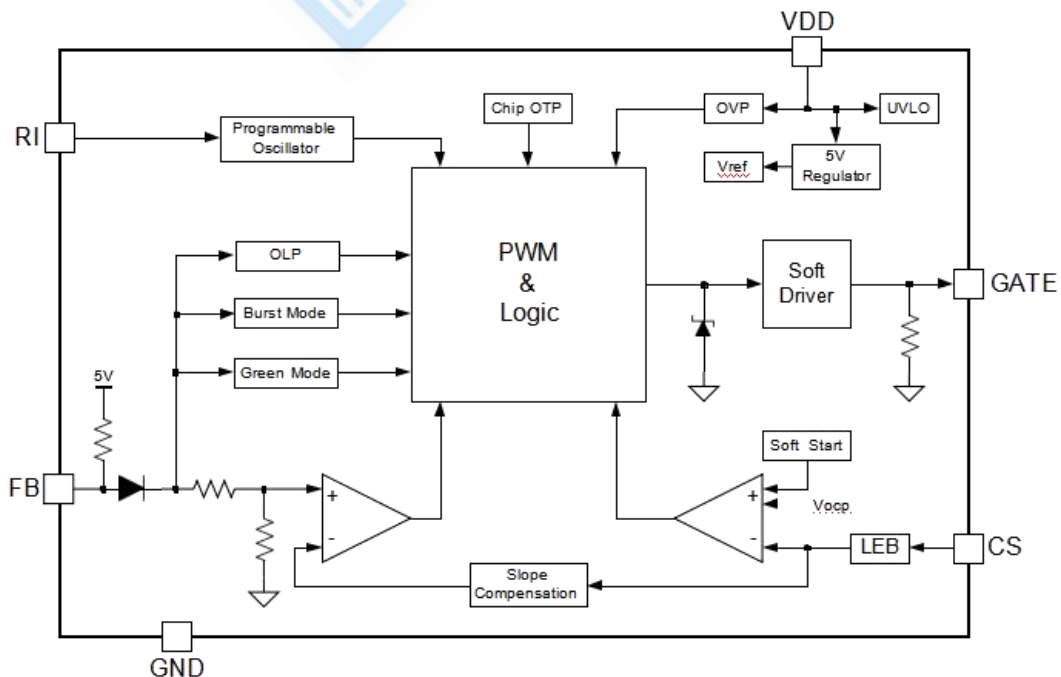 VDD
RI
Programmable
Oscillator
Chip OTP
OVP
UVLO
Vref
5V
Regulator
OLP
Burst Mode
Green Mode
PWM
&
Logic
Soft
Driver
GATE
5V
FB
+
-
Soft Start
+
Vocp
-
LEB
CS
Slope
Compensation
GND